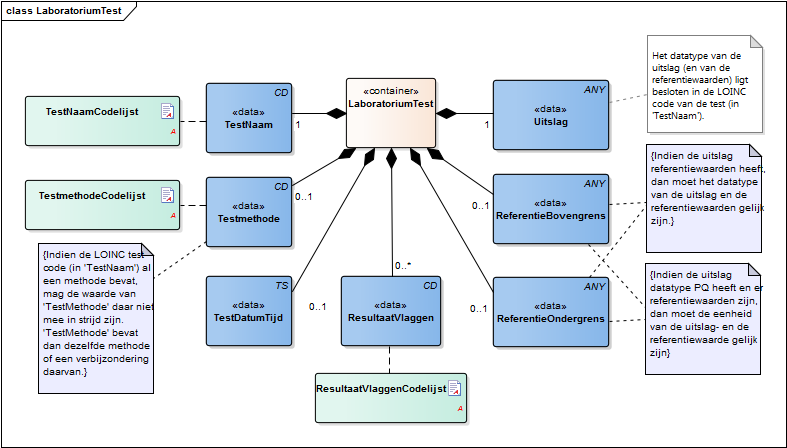 class LaboratoriumTest
TestNaamCodelijst
A
CD
«data»
TestNaam
1
«container»
LaboratoriumTest
ANY
«data»
Uitslag
1
Het datatype van de
uitslag (en van de
referentiewaarden) ligt
besloten in de LOINC
code van de test (in
'TestNaam').
TestmethodeCodelijst
A
CD
«data»
Testmethode
0..1
ANY
«data»
ReferentieBovengrens
0..1
{Indien de uitslag
referentiewaarden heeft,
dan moet het datatype
van de uitslag en de
referentiewaarden gelijk
zijn.}
{Indien de LOINC test
code (in 'TestNaam') al
een methode bevat,
mag de waarde van
'TestMethode' daar niet
mee in strijd zijn.
'TestMethode' bevat
dan dezelfde methode
of een verbijzondering
daarvan.}
TS
«data»
TestDatumTijd
0..1
0..*
CD
«data»
ResultaatVlaggen
0..1
ANY
«data»
ReferentieOndergrens
{Indien de uitslag
datatype PQ heeft en er
referentiewaarden zijn,
dan moet de eenheid
van de uitslag- en de
referentiewaarde gelijk
zijn}
ResultaatVlaggenCodelijst
A